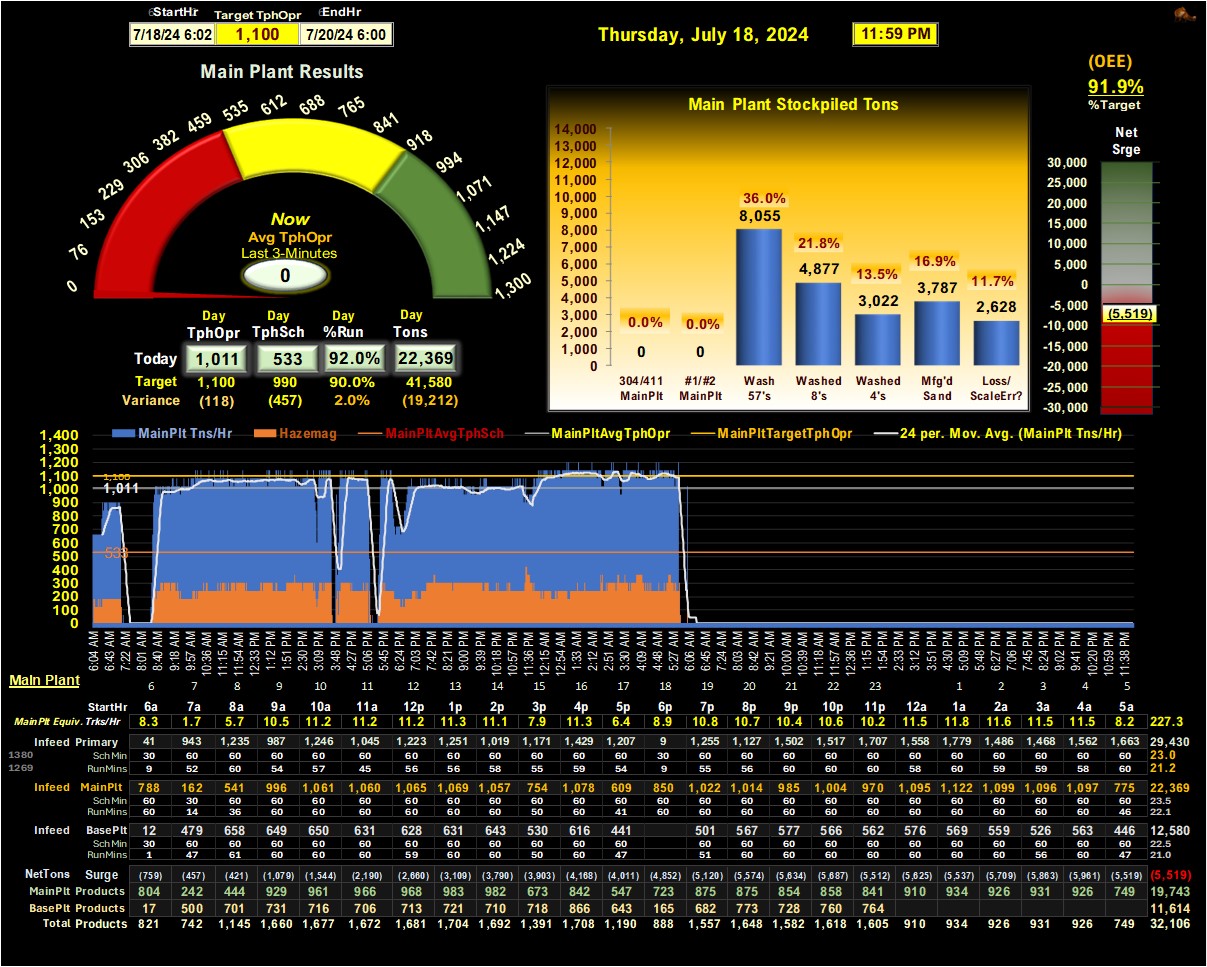 StartHr Target TphOpr EndHr
7/18/24 6:02 1,100 7/20/24 6:00
Thursday, July 18, 2024 11:59 PM
(OEE)
91.9%
%Target
Main Plant Results
0 76 153 229 306 382 459 535 612 688 765 841 918 994 1,071 1,147 1,224 1,300
Now
Avg TphOpr
Last 3-Minutes
0
Day Day Day Day
TphOpr TphSch %Run Tons
Today 1,011 533 92.0% 22,369
Target 1,100 990 90.0% 41,580
Variance (118) (457) 2.0% (19,212)
Main Plant Stockpiled Tons
14,000
13,000
12,000
11,000
10,000
9,000
8,000
7,000
6,000
5,000
4,000
3,000
2,000
1,000
0
0.0% 0.0% 36.0% 21.8% 13.5% 16.9% 11.7%
0 0 8,055 4,877 3,022 3,787 2,628
304/411 #1/#2 Wash Washed Washed Mfg'd Loss/
MainPlt MainPlt 57's 8's 4's Sand ScaleErr?
Net
Srge
30,000
25,000
20,000
15,000
10,000
5,000
0
-5,000
(5,519)
-10,000
-15,000
-20,000
-25,000
-30,000
MainPlt Tns/Hr Hazemag MainPltAvgTphSch MainPltAvgTphOpr MainPltTargetTphOpr 24 per. Mov. Avg. (MainPlt Tns/Hr)
1,400
1,300
1,200
1,100
1,000
900
800
700
600
500
400
300
200
100
0
1,100
1,011
533
6:04 AM 6:43 AM 7:22 AM 8:01 AM 8:40 AM 9:18 AM 9:57 AM 10:36 AM 11:15 AM 11:54 AM 12:33 PM 1:12 PM 1:51 PM 2:30 PM 3:09 PM 3:48 PM 4:27 PM 5:06 PM 5:45 PM 6:24 PM 7:03 PM 7:42 PM 8:21 PM 9:00 PM 9:39 PM 10:18 PM 10:57 PM 11:36 PM 12:15 AM 12:54 AM 1:33 AM 2:12 AM 2:51 AM 3:30 AM 4:09 AM 4:48 AM 5:27 AM 6:06 AM 6:45 AM 7:24 AM 8:03 AM 8:42 AM 9:21 AM 10:00 AM 10:39 AM 11:18 AM 11:57 AM 12:36 PM 1:15 PM 1:54 PM 2:33 PM 3:12 PM 3:51 PM 4:30 PM 5:09 PM 5:48 PM 6:27 PM 7:06 PM 7:45 PM 8:24 PM 9:02 PM 9:41 PM 10:20 PM 10:59 PM 11:38 PM
Main Plant
6 7 8 9 10 11 12 13 14 15 16 17 18 19 20 21 22 23 1 2 3 4 5
StartHr 6a 7a 8a 9a 10a 11a 12p 1p 2p 3p 4p 5p 6p 7p 8p 9p 10p 11p 12a 1a 2a 3a 4a 5a
MainPlt Equiv. Trks/Hr 8.3 1.7 5.7 10.5 11.2 11.2 11.2 11.3 11.1 7.9 11.3 6.4 8.9 10.8 10.7 10.4 10.6 10.2 11.5 11.8 11.6 11.5 11.5 8.2 227.3
Infeed Primary 41 943 1,235 987 1,246 1,045 1,223 1,251 1,019 1,171 1,429 1,207 9 1,255 1,127 1,502 1,517 1,707 1,558 1,779 1,486 1,468 1,562 1,663 29,430
1380 Sch Min 30 60 60 60 60 60 60 60 60 60 60 60 30 60 60 60 60 60 60 60 60 60 60 60 23.0
1269 RunMins 9 52 60 54 57 45 56 56 58 55 59 54 9 55 56 60 60 60 58 60 59 59 58 60 21.2
Infeed MainPlt 788 162 541 996 1,061 1,060 1,065 1,069 1,057 754 1,078 609 850 1,022 1,014 985 1,004 970 1,095 1,122 1,099 1,096 1,097 775 22,369
Sch Min 60 30 60 60 60 60 60 60 60 60 60 60 60 60 60 60 60 60 60 60 60 60 60 60 23.5
RunMins 60 14 36 60 60 60 60 60 60 50 60 41 60 60 60 60 60 60 60 60 60 60 60 46 22.1
Infeed BasePlt 12 479 658 649 650 631 628 631 643 530 616 441 501 567 577 566 562 576 569 559 526 563 446 12,580
Sch Min 30 60 60 60 60 60 60 60 60 60 60 60 60 60 60 60 60 60 60 60 60 60 60 22.5
RunMins 1 47 61 60 60 60 59 60 60 50 60 47 51 60 60 60 60 60 60 60 56 60 47 21.0
NetTons Surge (759) (457) (421) (1,079) (1,544) (2,190) (2,660) (3,109) (3,790) (3,903) (4,168) (4,011) (4,852) (5,120) (5,574) (5,634) (5,687) (5,512) (5,625) (5,537) (5,709) (5,863) (5,961) (5,519) (5,519)
MainPlt Products 804 242 444 929 961 966 968 983 982 673 842 547 723 875 875 854 858 841 910 934 926 931 926 749 19,743
BasePlt Products 17 500 701 731 716 706 713 721 710 718 866 643 165 682 773 728 760 764 11,614
Total Products 821 742 1,145 1,660 1,677 1,672 1,681 1,704 1,692 1,391 1,708 1,190 888 1,557 1,648 1,582 1,618 1,605 910 934 926 931 926 749 32,106